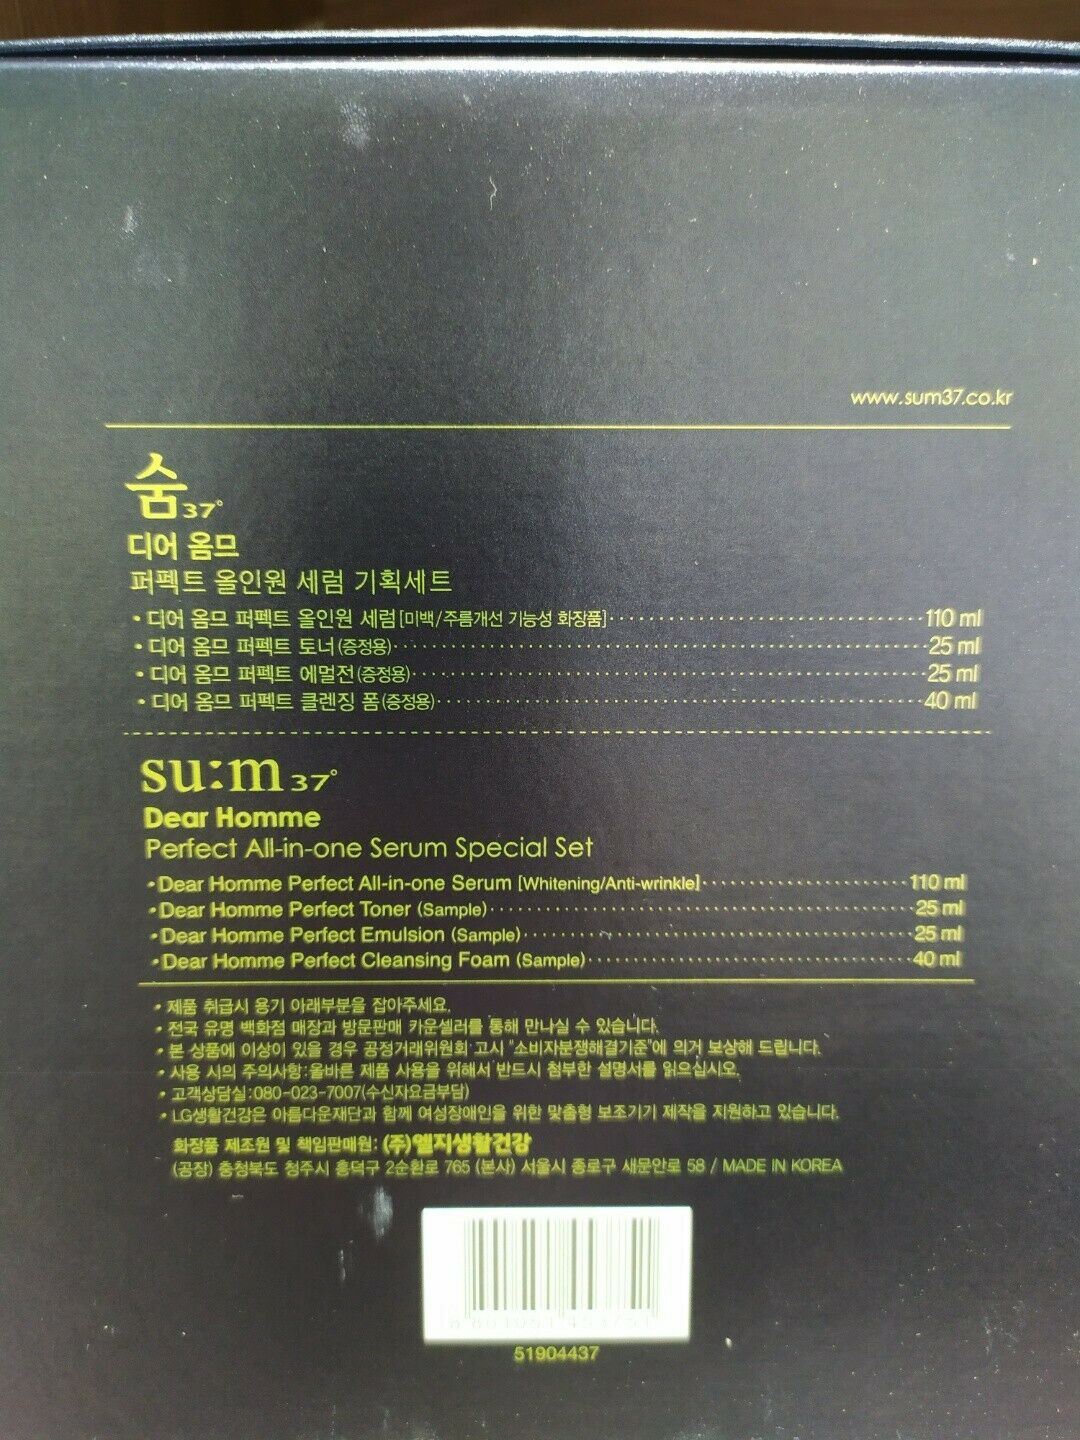 www.sum37.co.kr
숨37°
디어 옴므
퍼펙트 올인원 세럼 기획세트
• 디어 옴므 퍼펙트 올인원 세럼 [미백/주름개선 기능성 화장품] 110 ml
• 디어 옴므 퍼펙트 토너 (증정용) 25 ml
• 디어 옴므 퍼펙트 에멀전 (증정용) 25 ml
• 디어 옴므 퍼펙트 클렌징 폼 (증정용) 40 ml
su:m37°
Dear Homme
Perfect All-in-one Serum Special Set
• Dear Homme Perfect All-in-one Serum [Whitening/Anti-wrinkle] 110 ml
• Dear Homme Perfect Toner (Sample) 25 ml
• Dear Homme Perfect Emulsion (Sample) 25 ml
• Dear Homme Perfect Cleansing Foam (Sample) 40 ml
• 제품 취급시 용기 아래부분을 잡아주세요.
• 전국 유명 백화점 매장과 방문판매 카운셀러를 통해 만나실 수 있습니다.
• 본 상품에 이상이 있을 경우 공정거래위원회 고시 "소비자분쟁해결기준"에 의거 보상해 드립니다.
• 사용 시의 주의사항:올바른 제품 사용을 위해서 반드시 첨부한 설명서를 읽으십시오.
• 고객상담실:080-023-7007(수신자요금부담)
• LG생활건강은 아름다운재단과 함께 여성장애인을 위한 맞춤형 보조기기 제작을 지원하고 있습니다.
화장품 제조원 및 책임판매원: (주)엘지생활건강
(공장) 충청북도 청주시 흥덕구 2순환로 765 (본사) 서울시 종로구 새문안로 58 / MADE IN KOREA
51904437